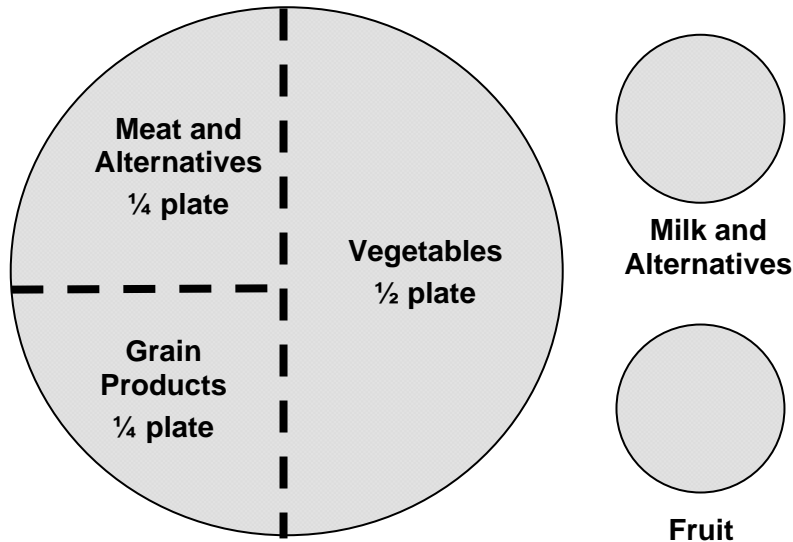 Meat and
Alternatives
¼ plate
Grain
Products
¼ plate
Vegetables
½ plate
Milk and
Alternatives
Fruit